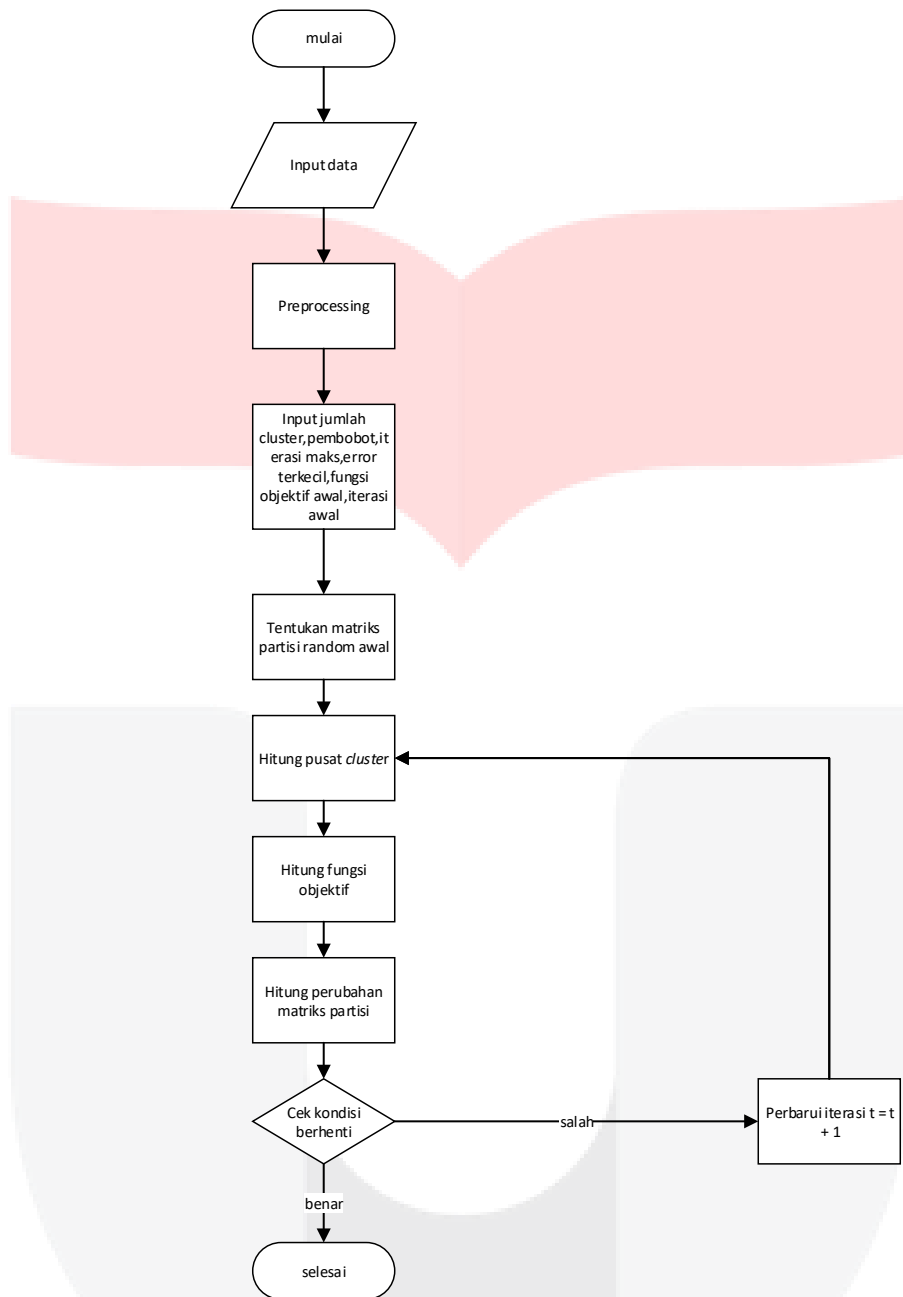 mulai
Input data
Preprocessing
Input jumlah
cluster,pembobot,it
erasi maks,error
terkecil,fungsi
objektif awal,iterasi
awal
Tentukan matriks
partisi random awal
Hitung pusat cluster
Hitung fungsi
objektif
Hitung perubahan
matriks partisi
Cek kondisi
berhenti
salah
Perbarui iterasi t = t
+ 1
benar
selesai